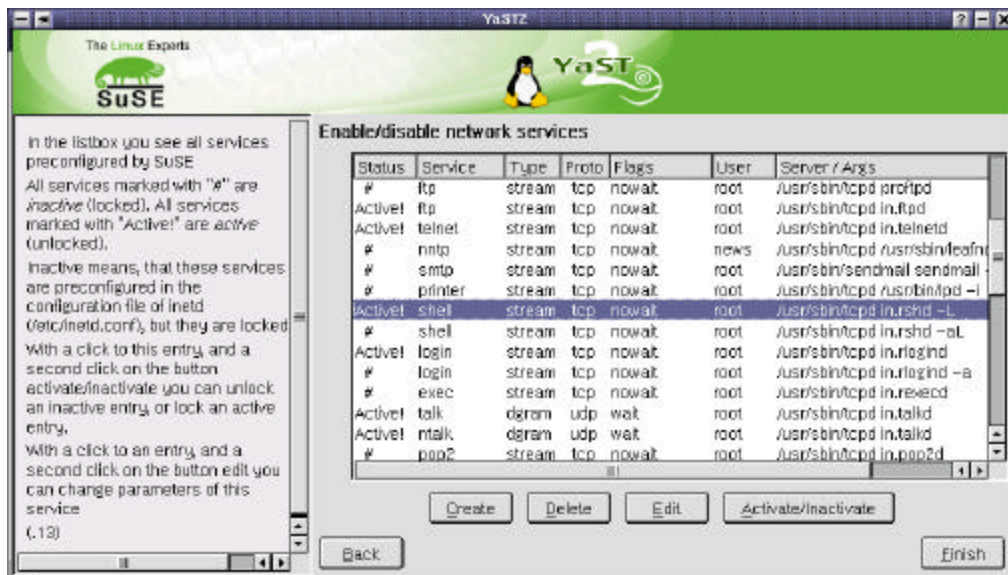 YaST2
The Linux Experts
SuSE
YaST
2
In the listbox you see all services
preconfigured by SuSE
All services marked with "#" are
inactive (locked). All services
marked with "Active!" are active
(unlocked).
Inactive means, that these services
are preconfigured in the
configuration file of inetd
(/etc/inetd.conf), but they are locked
With a click to this entry, and a
second click on the button
activate/inactivate you can unlock
an inactive entry, or lock an active
entry.
With a click to an entry, and a
second click on the button edit you
can change parameters of this
service
(.13)
Enable/disable network services
Status Service Type Proto Flags User Server / Args
# ftp stream tcp nowait root /usr/sbin/tcpd proftpd
Active! ftp stream tcp nowait root /usr/sbin/tcpd in.ftpd
Active! telnet stream tcp nowait root /usr/sbin/tcpd in.telnetd
# nntp stream tcp nowait news /usr/sbin/tcpd /usr/sbin/leafno
# smtp stream tcp nowait root /usr/sbin/sendmail sendmail -
# printer stream tcp nowait root /usr/sbin/tcpd /usr/bin/lpd -i
Active! shell stream tcp nowait root /usr/sbin/tcpd in.rshd -L
# shell stream tcp nowait root /usr/sbin/tcpd in.rshd -aL
Active! login stream tcp nowait root /usr/sbin/tcpd in.rlogind
# login stream tcp nowait root /usr/sbin/tcpd in.rlogind -a
# exec stream tcp nowait root /usr/sbin/tcpd in.rexecd
Active! talk dgram udp wait root /usr/sbin/tcpd in.talkd
Active! ntalk dgram udp wait root /usr/sbin/tcpd in.talkd
# pop2 stream tcp nowait root /usr/sbin/tcpd in.pop2d
Create Delete Edit Activate/Inactivate
Back Finish